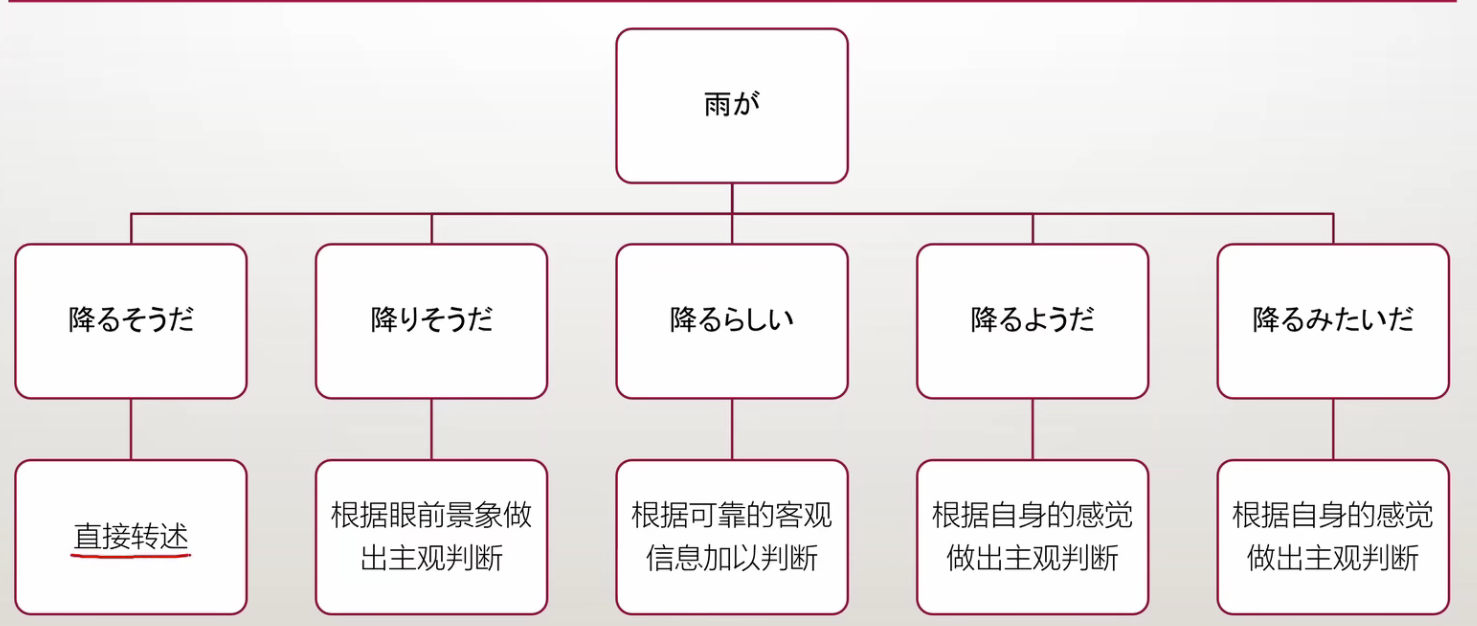 雨が
降るそうだ
降りそうだ
降るらしい
降るようだ
降るみたいだ
直接转述
根据眼前景象做
出主观判断
根据可靠的客观
信息加以判断
根据自身的感觉
做出主观判断
根据自身的感觉
做出主观判断